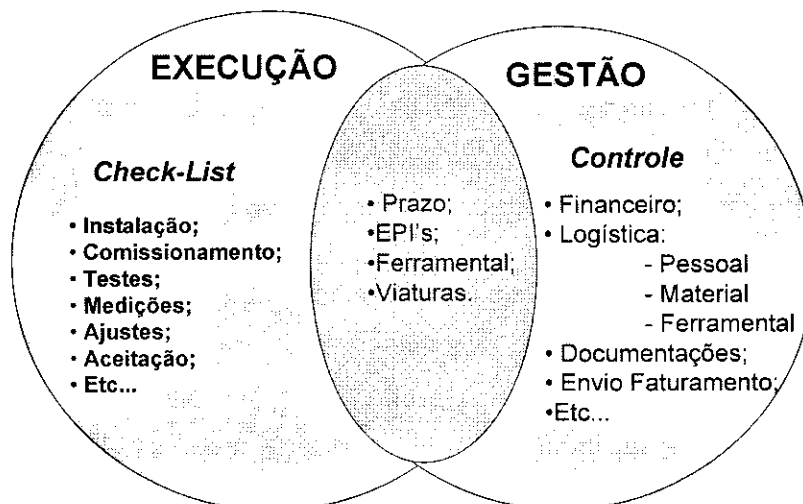 EXECUÇÃO
Check-List
• Instalação;
• Comissionamento;
• Testes;
• Medições;
• Ajustes;
• Aceitação;
• Etc...
• Prazo;
•EPI's;
•Ferramental;
•Viaturas.
GESTÃO
Controle
• Financeiro;
• Logística:
- Pessoal
- Material
- Ferramental
• Documentações;
• Envio Faturamento;
•Etc...